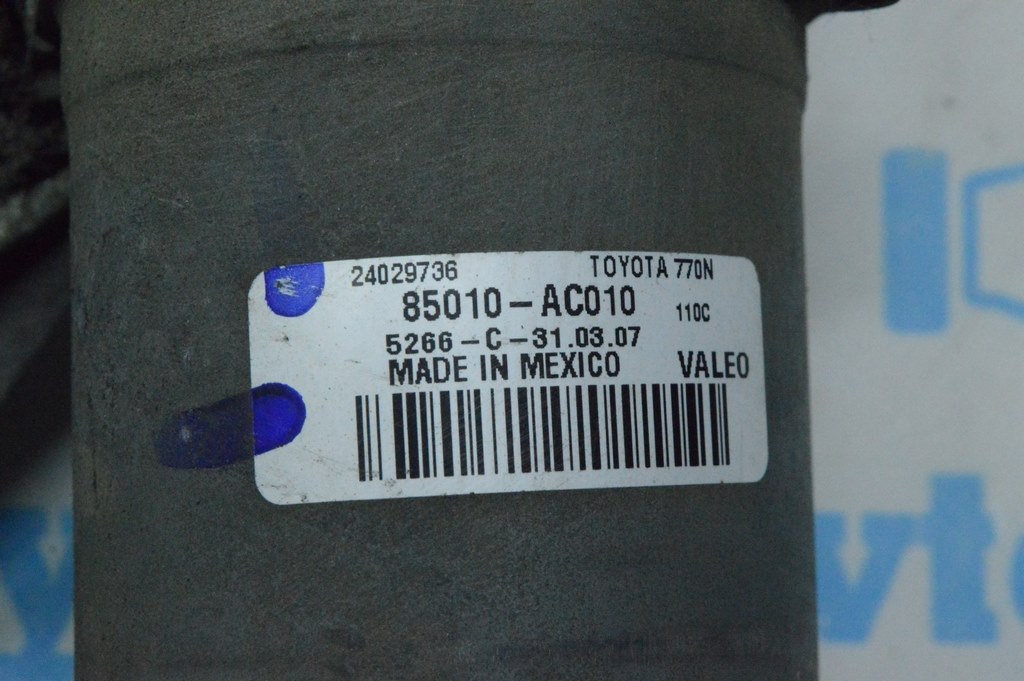 24029736 TOYOTA 770N
85010-AC010 110C
5266-C-31.03.07
MADE IN MEXICO VALEO